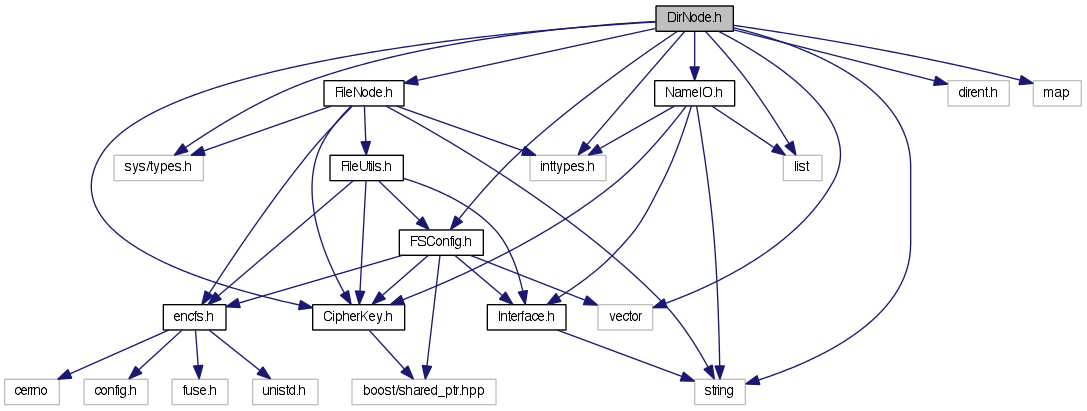 DirNode.h
FileNode.h
NameIO.h
dirent.h
map
sys/types.h
FileUtils.h
inttypes.h
list
FSConfig.h
encfs.h
CipherKey.h
Interface.h
vector
cerrno
config.h
fuse.h
unistd.h
boost/shared_ptr.hpp
string